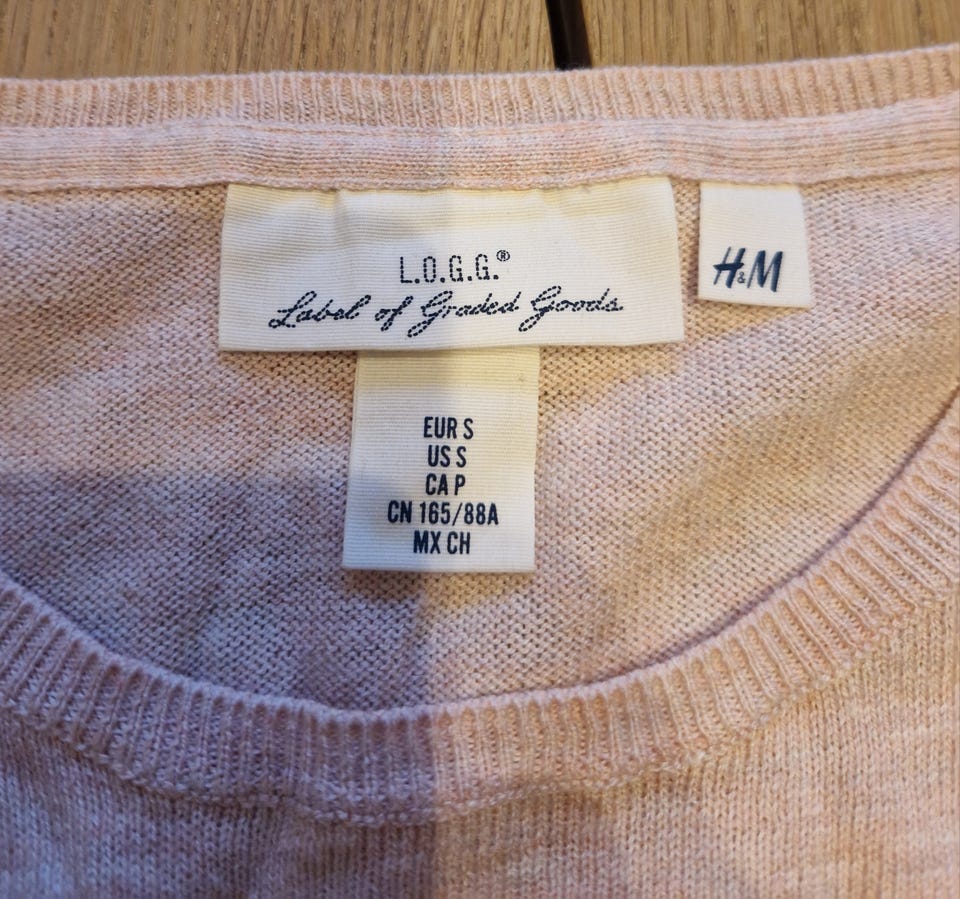 L.O.G.G.®
Label of Graded Goods
H&M
EUR S
US S
CA P
CN 165/88A
MX CH